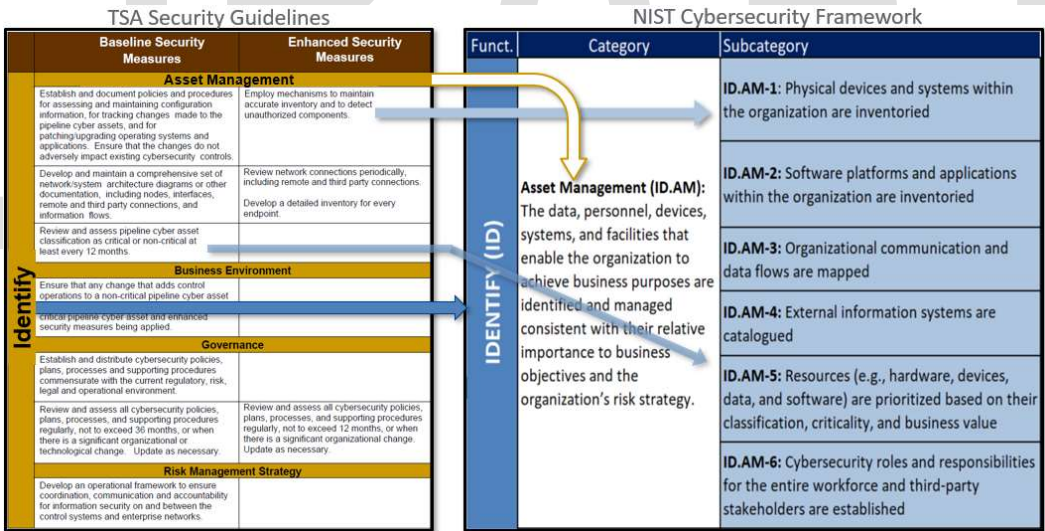 TSA Security Guidelines
Baseline Security
Measures
Enhanced Security
Measures
Identify
Asset Management
Establish and document policies and procedures
for assessing and maintaining configuration
information, for tracking changes made to the
pipeline cyber assets, and for
patching/upgrading operating systems and
applications. Ensure that the changes do not
adversely impact existing cybersecurity controls.
Employ mechanisms to maintain
accurate inventory and to detect
unauthorized components.
Develop and maintain a comprehensive set of
network/system architecture diagrams or other
documentation, including nodes, interfaces,
remote and third party connections, and
information flows.
Review network connections periodically,
including remote and third party connections.
Develop a detailed inventory for every
endpoint.
Review and assess pipeline cyber asset
classification as critical or non-critical at
least every 12 months.
Business Environment
Ensure that any change that adds control
operations to a non-critical pipeline cyber asset
critical pipeline cyber asset and enhanced
security measures being applied.
Governance
Establish and distribute cybersecurity policies,
plans, processes and supporting procedures
commensurate with the current regulatory, risk,
legal and operational environment.
Review and assess all cybersecurity policies,
plans, processes, and supporting procedures
regularly, not to exceed 36 months, or when
there is a significant organizational or
technological change. Update as necessary.
Review and assess all cybersecurity policies,
plans, processes, and supporting procedures
regularly, not to exceed 12 months, or when
there is a significant organizational change.
Update as necessary.
Risk Management Strategy
Develop an operational framework to ensure
coordination, communication and accountability
for information security on and between the
control systems and enterprise networks.
NIST Cybersecurity Framework
Funct.
Category
Subcategory
IDENTIFY (ID)
Asset Management (ID.AM):
The data, personnel, devices,
systems, and facilities that
enable the organization to
achieve business purposes are
identified and managed
consistent with their relative
importance to business
objectives and the
organization's risk strategy.
ID.AM-1: Physical devices and systems within
the organization are inventoried
ID.AM-2: Software platforms and applications
within the organization are inventoried
ID.AM-3: Organizational communication and
data flows are mapped
ID.AM-4: External information systems are
catalogued
ID.AM-5: Resources (e.g., hardware, devices,
data, and software) are prioritized based on their
classification, criticality, and business value
ID.AM-6: Cybersecurity roles and responsibilities
for the entire workforce and third-party
stakeholders are established